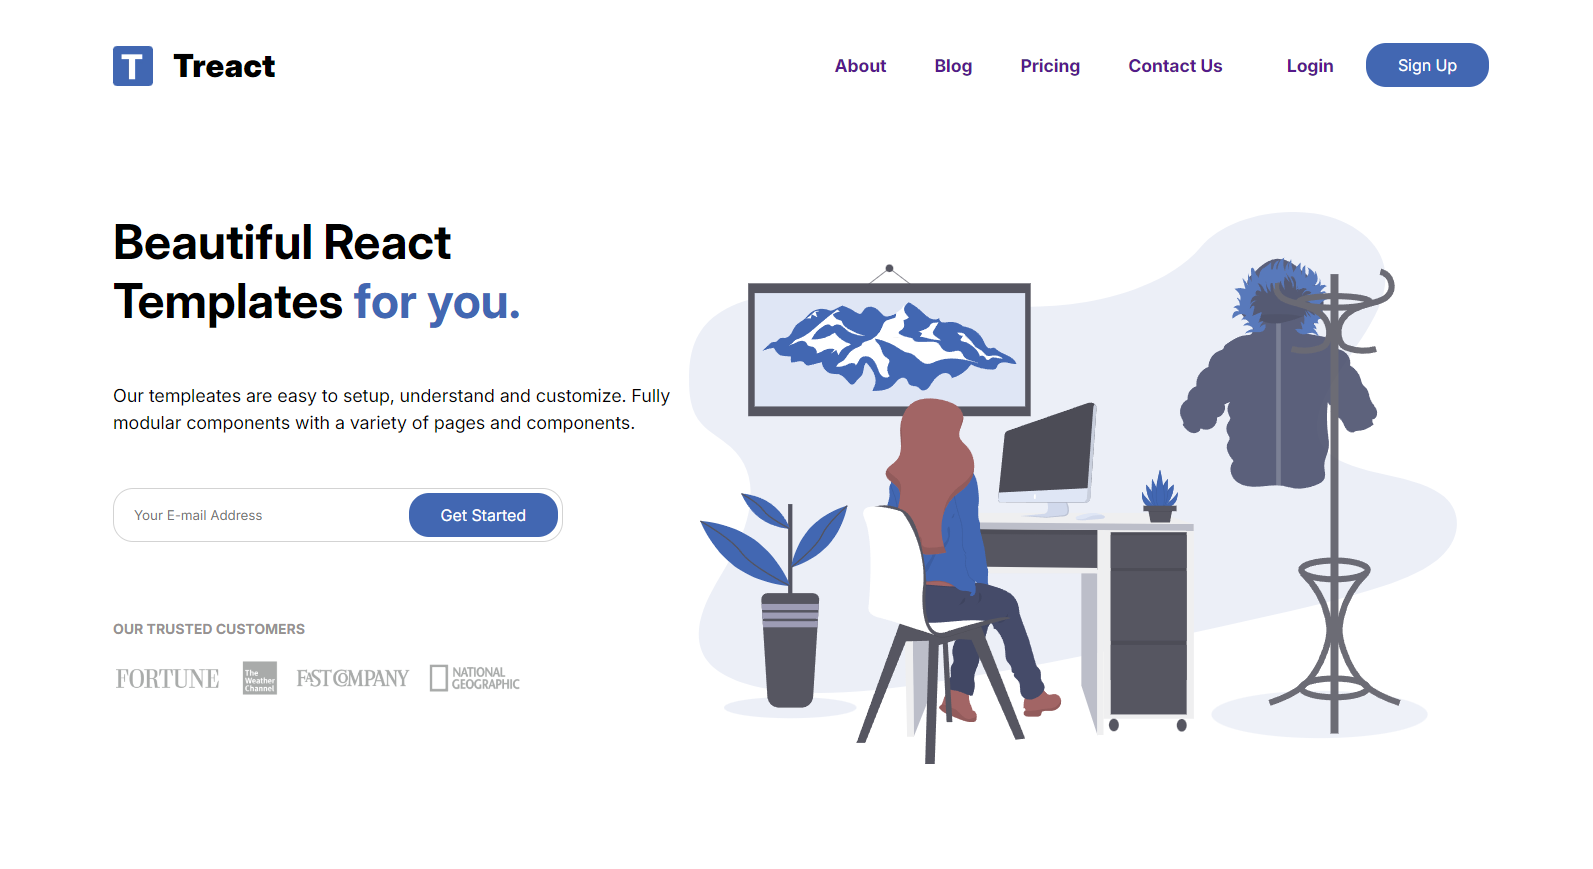 T Treact
About Blog Pricing Contact Us Login Sign Up
Beautiful React
Templates for you.
Our templeates are easy to setup, understand and customize. Fully
modular components with a variety of pages and components.
Your E-mail Address Get Started
OUR TRUSTED CUSTOMERS
FORTUNE
The
Weather
Channel
FAST COMPANY
NATIONAL
GEOGRAPHIC